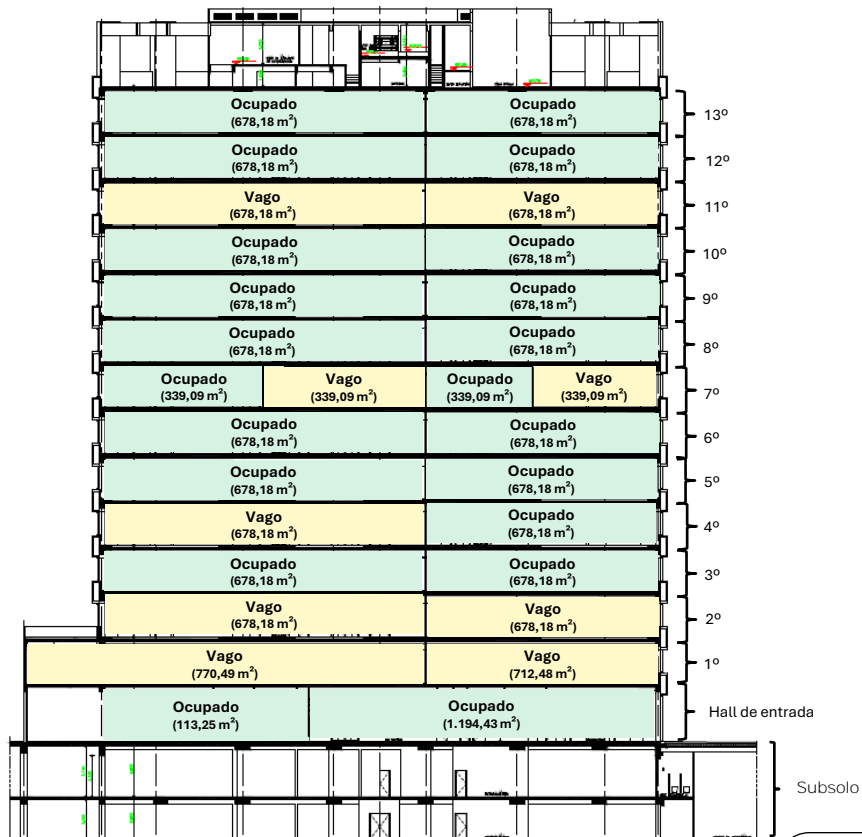 Ocupado
(678,18 m²)
Ocupado
(678,18 m²)
13º
Ocupado
(678,18 m²)
Ocupado
(678,18 m²)
12º
Vago
(678,18 m²)
Vago
(678,18 m²)
11º
Ocupado
(678,18 m²)
Ocupado
(678,18 m²)
10º
Ocupado
(678,18 m²)
Ocupado
(678,18 m²)
9º
Ocupado
(678,18 m²)
Ocupado
(678,18 m²)
8º
Ocupado
(339,09 m²)
Vago
(339,09 m²)
Ocupado
(339,09 m²)
Vago
(339,09 m²)
7º
Ocupado
(678,18 m²)
Ocupado
(678,18 m²)
6º
Ocupado
(678,18 m²)
Ocupado
(678,18 m²)
5º
Vago
(678,18 m²)
Ocupado
(678,18 m²)
4º
Ocupado
(678,18 m²)
Ocupado
(678,18 m²)
3º
Vago
(678,18 m²)
Vago
(678,18 m²)
2º
Vago
(770,49 m²)
Vago
(712,48 m²)
1º
Ocupado
(113,25 m²)
Ocupado
(1.194,43 m²)
Hall de entrada
Subsolo